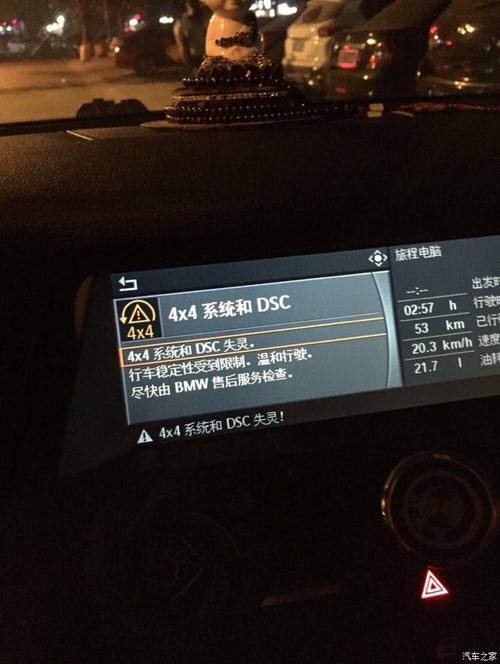 旅程电脑
4x4 系统和 DSC
4x4
4x4 系统和 DSC 失灵。
行车稳定性受到限制。温和行驶。
尽快由 BMW 售后服务检查。
4x4 系统和 DSC 失灵!
出发时
--:--
行驶时
02:57 h
已行
53 km
速度
20.3 km/h
油耗
21.7 l
汽车之家